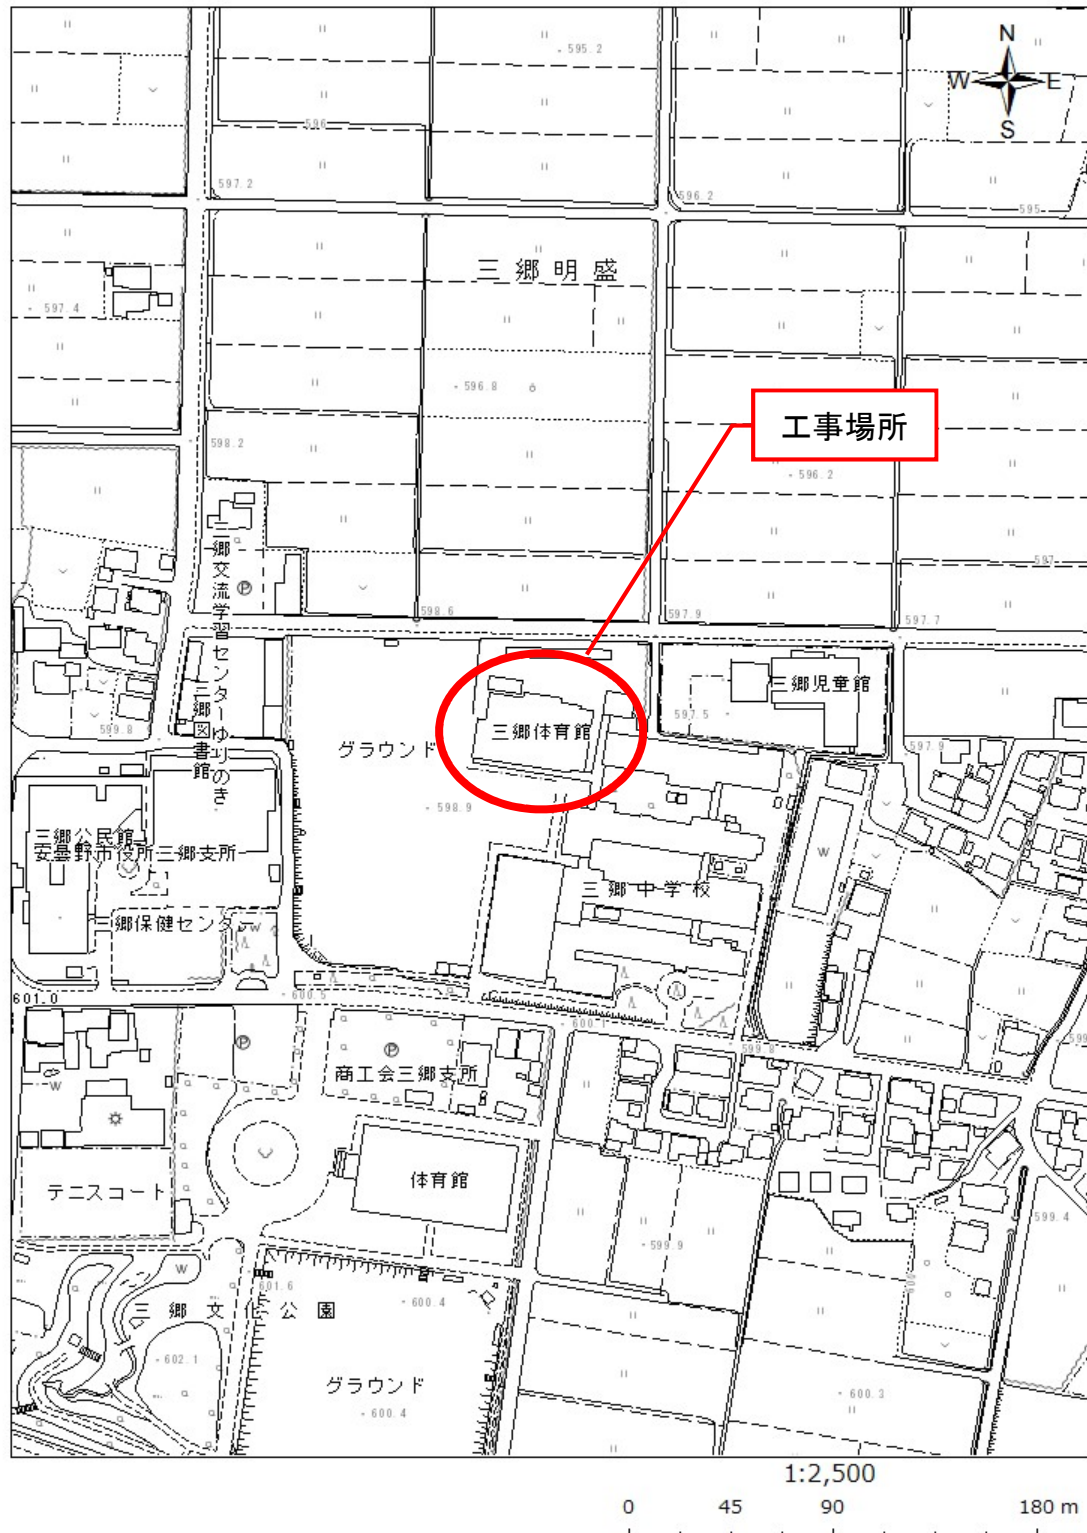 N
595.2
W E
596
S
597.2
596.2
595
三郷明盛
597.4
596.8
工事場所
598.2
596.2
597
三郷交流学習センターゆりのき
598.6
597.9
597.7
三郷児童館
三郷図書館
597.5
599.8
三郷体育館
グラウンド
597.9
598.9
三郷公民館
安曇野市役所三郷支所
W
三郷中学校
三郷保健センター
W
601.0
600.5
600.1
599.8
P
P
商工会三郷支所
W
体育館
テニスコート
599.4
599.9
W
601.6
600.4
三郷文化公園
602.1
グラウンド
600.4
600.3
1:2,500
0 45 90 180 m